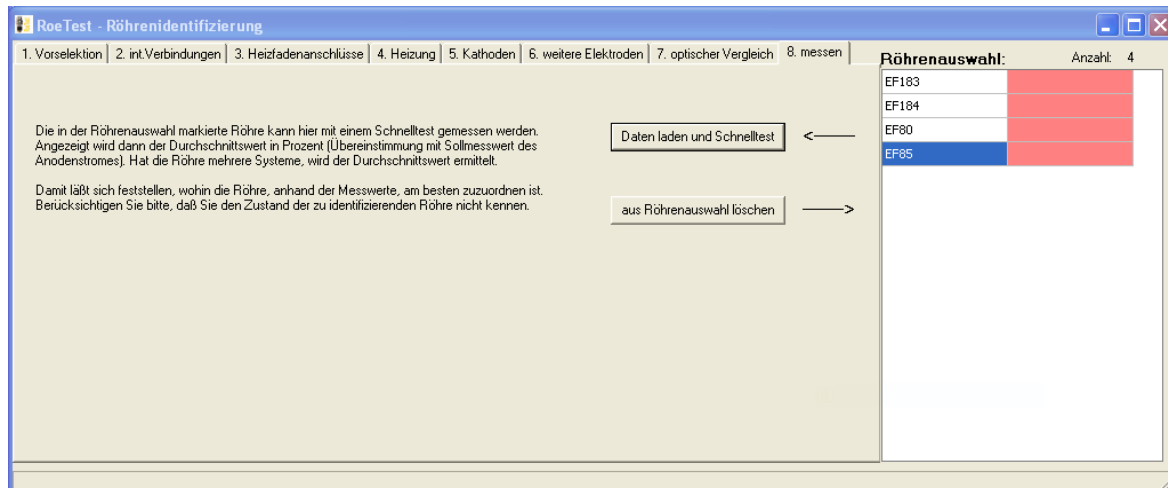 RoeTest - Röhrenidentifizierung
1. Vorselektion
2. int.Verbindungen
3. Heizfadenanschlüsse
4. Heizung
5. Kathoden
6. weitere Elektroden
7. optischer Vergleich
8. messen
Röhrenauswahl:
Anzahl: 4
EF183
EF184
EF80
EF85
Die in der Röhrenauswahl markierte Röhre kann hier mit einem Schnelltest gemessen werden.
Angezeigt wird dann der Durchschnittswert in Prozent (Übereinstimmung mit Sollmesswert des
Anodenstromes). Hat die Röhre mehrere Systeme, wird der Durchschnittswert ermittelt.
Damit läßt sich feststellen, wohin die Röhre, anhand der Messwerte, am besten zuzuordnen ist.
Berücksichtigen Sie bitte, daß Sie den Zustand der zu identifizierenden Röhre nicht kennen.
Daten laden und Schnelltest
<-----
aus Röhrenauswahl löschen
----->